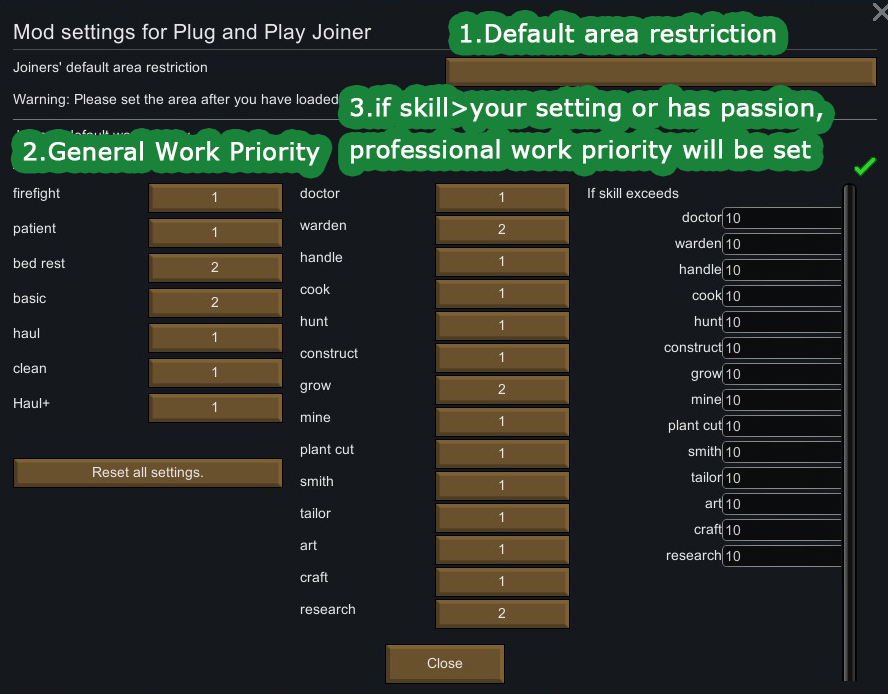 Mod settings for Plug and Play Joiner
1.Default area restriction
Joiners' default area restriction
Warning: Please set the area after you have loaded
3.if skill>your setting or has passion,
professional work priority will be set
2.General Work Priority
firefight 1
patient 1
bed rest 2
basic 2
haul 1
clean 1
Haul+ 1
Reset all settings.
doctor 1
warden 2
handle 1
cook 1
hunt 1
construct 1
grow 2
mine 1
plant cut 1
smith 1
tailor 1
art 1
craft 1
research 2
If skill exceeds
doctor 10
warden 10
handle 10
cook 10
hunt 10
construct 10
grow 10
mine 10
plant cut 10
smith 10
tailor 10
art 10
craft 10
research 10
Close